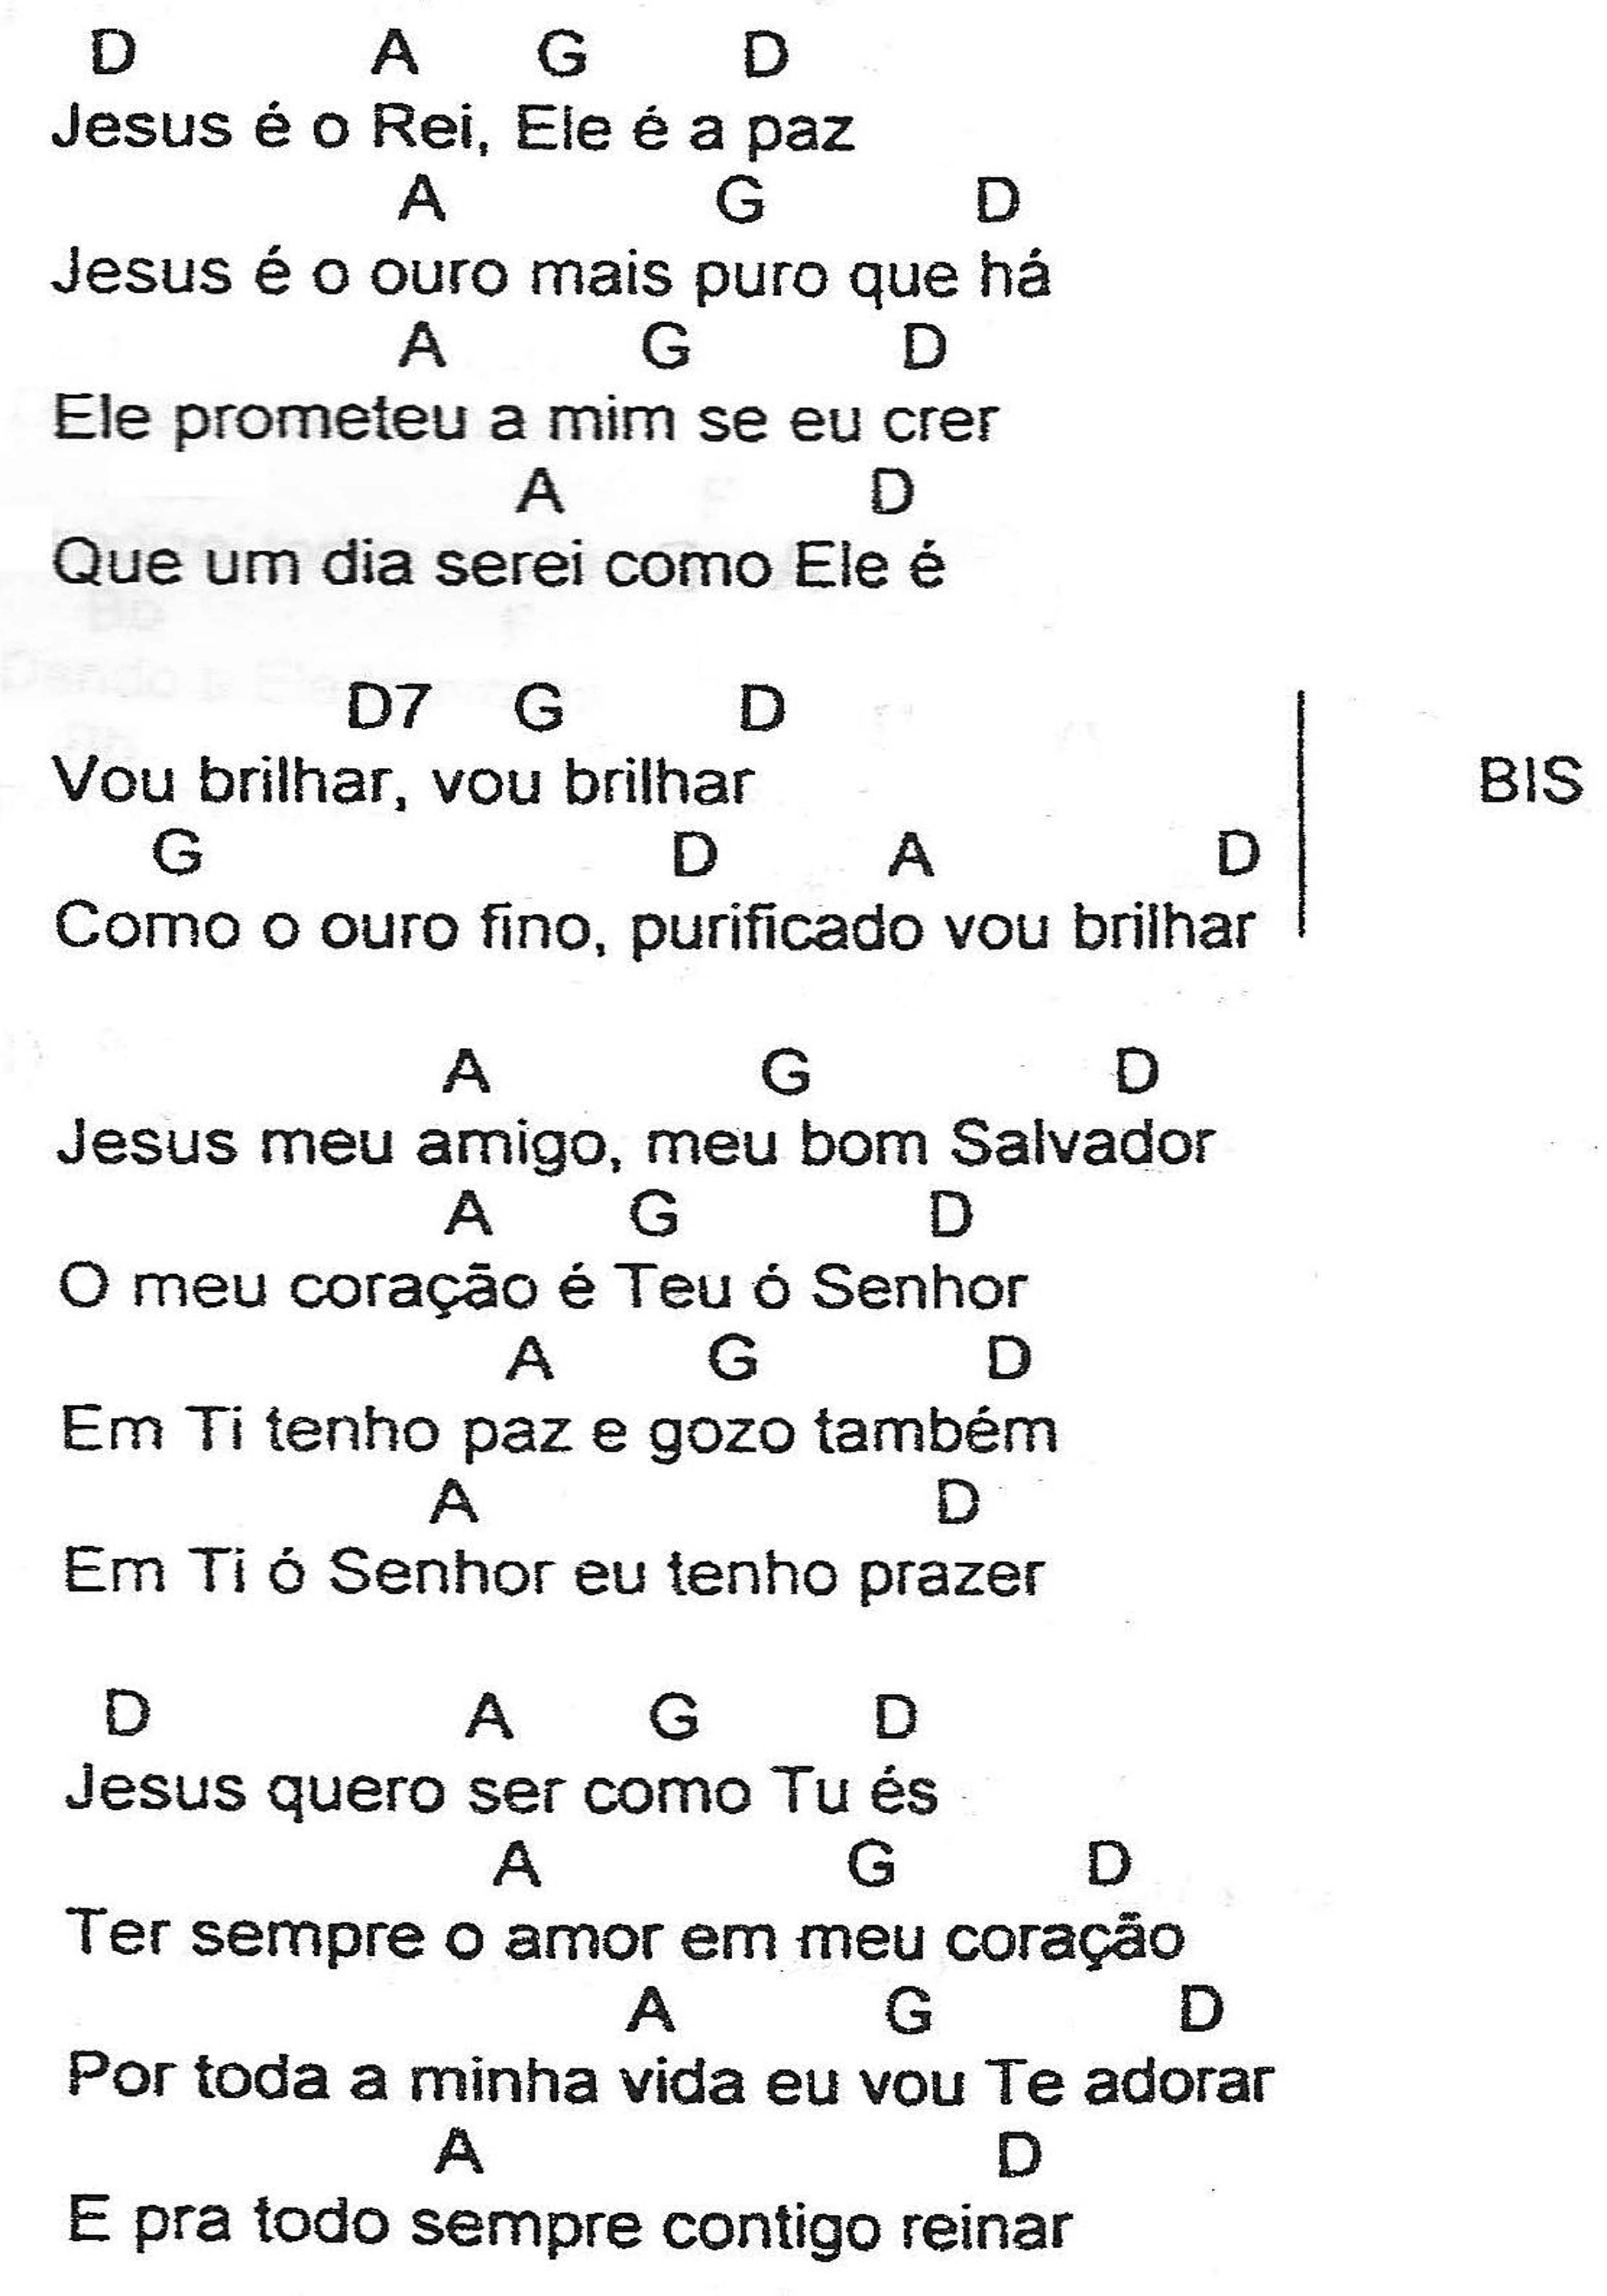 D A G D
Jesus é o Rei, Ele é a paz
A G D
Jesus é o ouro mais puro que há
A G D
Ele prometeu a mim se eu crer
A D
Que um dia serei como Ele é
D7 G D
Vou brilhar, vou brilhar
BIS
G D A D
Como o ouro fino, purificado vou brilhar
A G D
Jesus meu amigo, meu bom Salvador
A G D
O meu coração é Teu ó Senhor
A G D
Em Ti tenho paz e gozo também
A D
Em Ti ó Senhor eu tenho prazer
D A G D
Jesus quero ser como Tu és
A G D
Ter sempre o amor em meu coração
A G D
Por toda a minha vida eu vou Te adorar
A D
E pra todo sempre contigo reinar